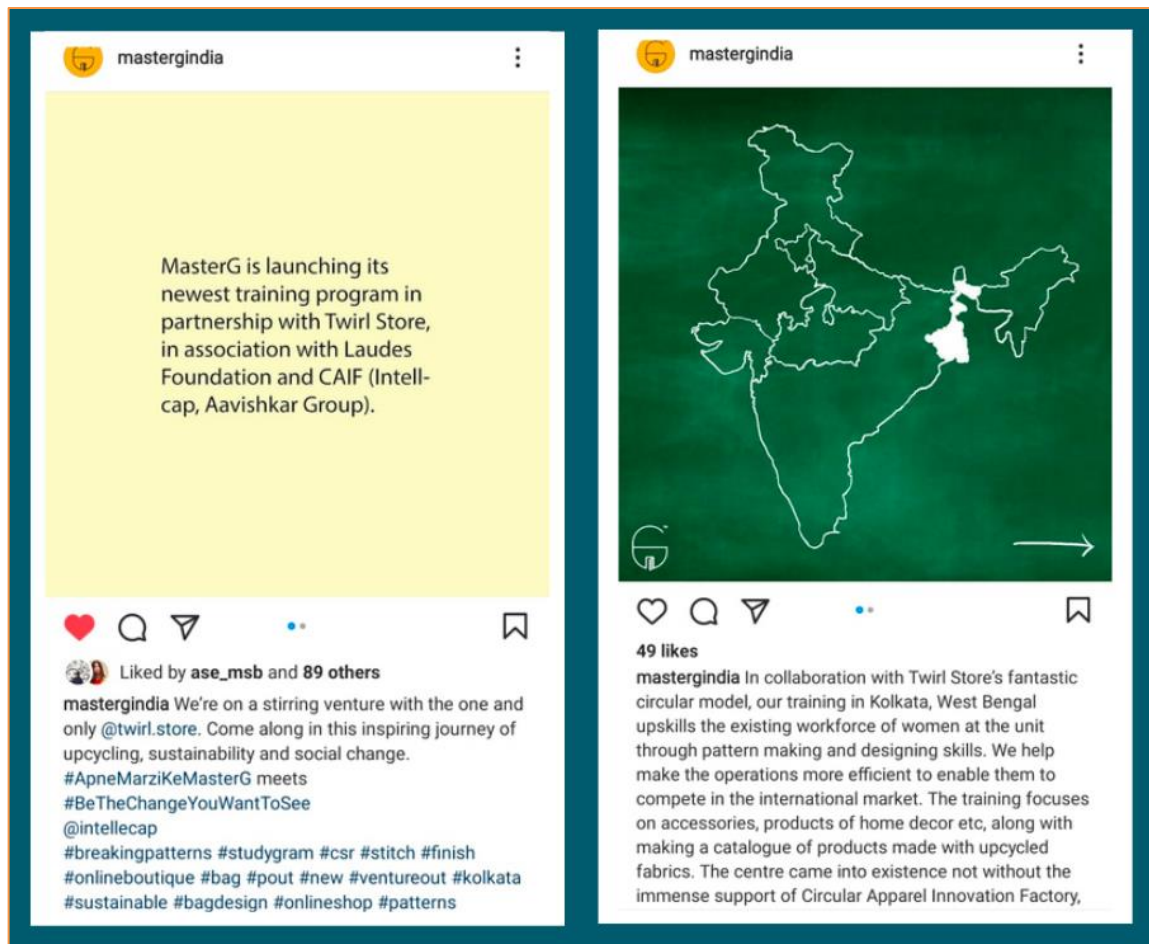 mastergindia
MasterG is launching its
newest training program in
partnership with Twirl Store,
in association with Laudes
Foundation and CAIF (Intell-
cap, Aavishkar Group).
Liked by ase_msb and 89 others
mastergindia We're on a stirring venture with the one and
only @twirl.store. Come along in this inspiring journey of
upcycling, sustainability and social change.
#ApneMarziKeMasterG meets
#BeTheChangeYouWantToSee
@intellecap
#breakingpatterns #studygram #csr #stitch #finish
#onlineboutique #bag #pout #new #ventureout #kolkata
#sustainable #bagdesign #onlineshop #patterns
mastergindia
49 likes
mastergindia In collaboration with Twirl Store's fantastic
circular model, our training in Kolkata, West Bengal
upskills the existing workforce of women at the unit
through pattern making and designing skills. We help
make the operations more efficient to enable them to
compete in the international market. The training focuses
on accessories, products of home decor etc, along with
making a catalogue of products made with upcycled
fabrics. The centre came into existence not without the
immense support of Circular Apparel Innovation Factory,